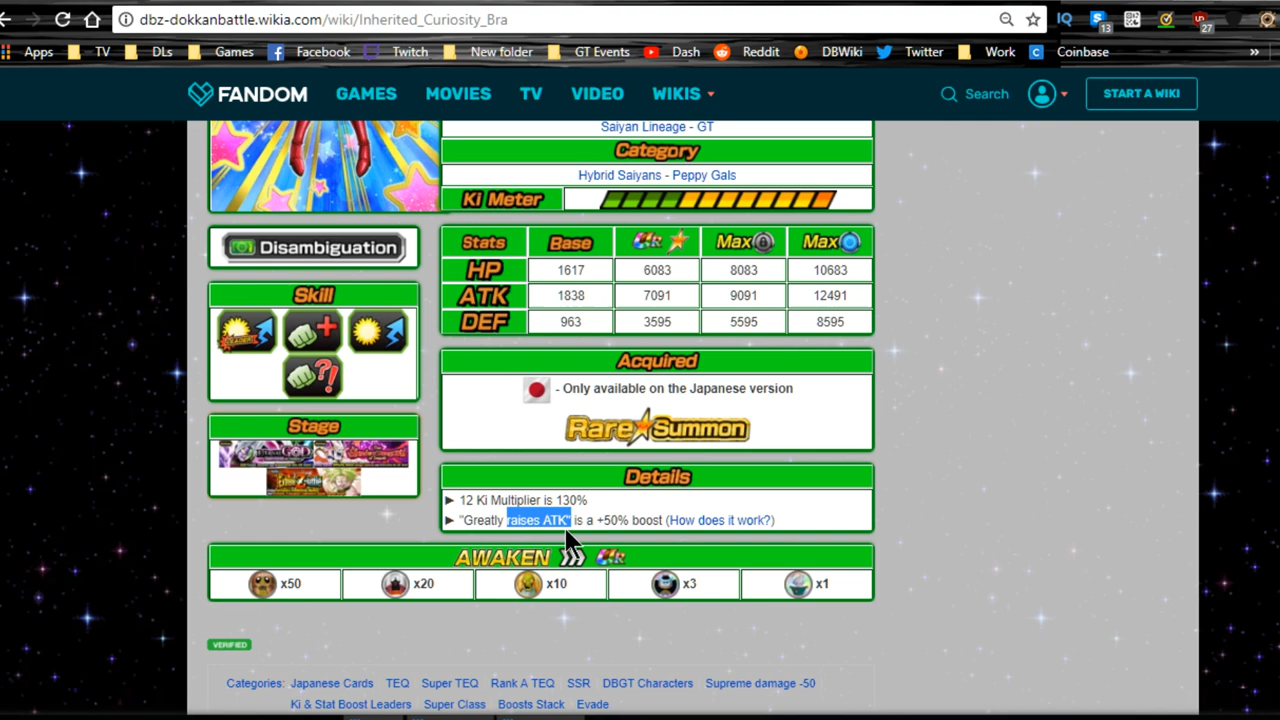 dbz-dokkanbattle.wikia.com/wiki/Inherited_Curiosity_Bra
IQ
13
27
Apps TV DLs Games Facebook Twitch New folder GT Events Dash Reddit DBWiki Twitter Work Coinbase »
FANDOM GAMES MOVIES TV VIDEO WIKIS Search START A WIKI
Saiyan Lineage - GT
Category
Hybrid Saiyans - Peppy Gals
Ki Meter
Disambiguation
Stats Base Max Max
HP 1617 6083 8083 10683
ATK 1838 7091 9091 12491
DEF 963 3595 5595 8595
Skill
LEADER
Acquired
- Only available on the Japanese version
Rare Summon
Stage
Details
► 12 Ki Multiplier is 130%
► "Greatly raises ATK" is a +50% boost (How does it work?)
AWAKEN
x50 x20 x10 x3 x1
VERIFIED
Categories: Japanese Cards TEQ Super TEQ Rank A TEQ SSR DBGT Characters Supreme damage -50
Ki & Stat Boost Leaders Super Class Boosts Stack Evade